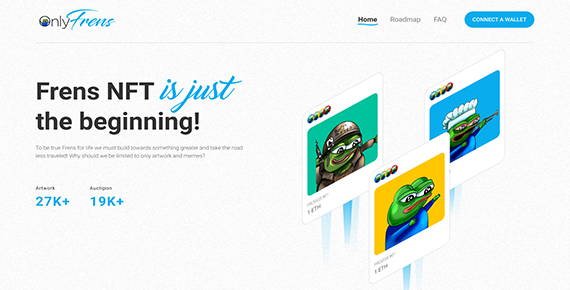 OnlyFrens
Home Roadmap FAQ CONNECT A WALLET
Frens NFT is just
the beginning!
To be true Frens for life we must build towards something greater and take the road
less traveled! Why should we be limited to only artwork and memes?
Artwork Auctipion
27K+ 19K+
1 ETH
1 ETH